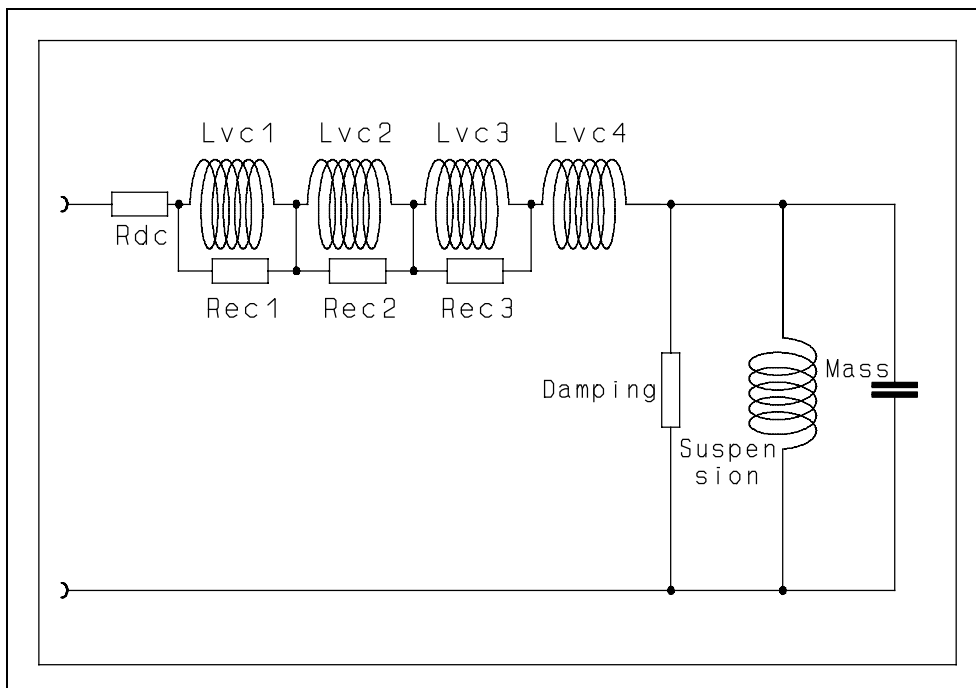 Lvc1 Lvc2 Lvc3 Lvc4
Rdc
Rec1 Rec2 Rec3
Mass
Damping
Suspen
sion